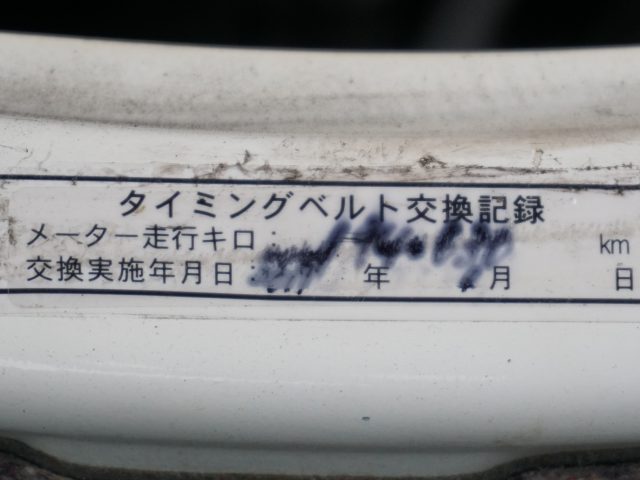 タイミングベルト交換記録
メーター走行キロ: km
交換実施年月日: 年 月 日